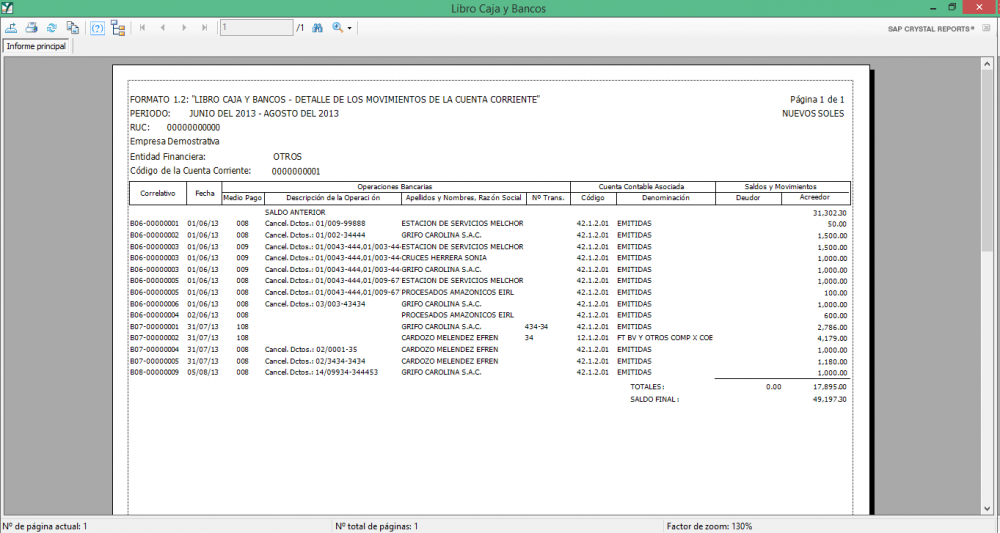 Libro Caja y Bancos
1 /1 SAP CRYSTAL REPORTS®
Informe principal
FORMATO 1.2: "LIBRO CAJA Y BANCOS - DETALLE DE LOS MOVIMIENTOS DE LA CUENTA CORRIENTE" Página 1 de 1
PERIODO: JUNIO DEL 2013 - AGOSTO DEL 2013 NUEVOS SOLES
RUC: 00000000000
Empresa Demostrativa
Entidad Financiera: OTROS
Código de la Cuenta Corriente: 0000000001
Correlativo Fecha Operaciones Bancarias Cuenta Contable Asociada Saldos y Movimientos
Medio Pago Descripción de la Operación Apellidos y Nombres, Razón Social Nº Trans. Código Denominación Deudor Acreedor
SALDO ANTERIOR 31,302.30
B06-00000001 01/06/13 008 Cancel. Dctos.: 01/009-99888 ESTACION DE SERVICIOS MELCHOR 42.1.2.01 EMITIDAS 50.00
B06-00000002 01/06/13 008 Cancel. Dctos.: 01/002-34444 GRIFO CAROLINA S.A.C. 42.1.2.01 EMITIDAS 1,500.00
B06-00000003 01/06/13 009 Cancel. Dctos.: 01/0043-444,01/003-44 ESTACION DE SERVICIOS MELCHOR 42.1.2.01 EMITIDAS 1,500.00
B06-00000003 01/06/13 009 Cancel. Dctos.: 01/0043-444,01/003-44 CRUCES HERRERA SONIA 42.1.2.01 EMITIDAS 1,000.00
B06-00000003 01/06/13 009 Cancel. Dctos.: 01/0043-444,01/003-44 GRIFO CAROLINA S.A.C. 42.1.2.01 EMITIDAS 1,000.00
B06-00000005 01/06/13 008 Cancel. Dctos.: 01/0043-444,01/009-67 ESTACION DE SERVICIOS MELCHOR 42.1.2.01 EMITIDAS 1,000.00
B06-00000005 01/06/13 008 Cancel. Dctos.: 01/0043-444,01/009-67 PROCESADOS AMAZONICOS EIRL 42.1.2.01 EMITIDAS 100.00
B06-00000006 01/06/13 008 Cancel. Dctos.: 03/003-43434 GRIFO CAROLINA S.A.C. 42.1.2.01 EMITIDAS 1,000.00
B06-00000004 02/06/13 008 PROCESADOS AMAZONICOS EIRL 42.1.2.01 EMITIDAS 600.00
B07-00000001 31/07/13 108 GRIFO CAROLINA S.A.C. 434-34 42.1.2.01 EMITIDAS 2,786.00
B07-00000002 31/07/13 108 CARDOZO MELENDEZ EFREN 34 12.1.2.01 FT BV Y OTROS COMP X COE 4,179.00
B07-00000004 31/07/13 008 Cancel. Dctos.: 02/0001-35 CARDOZO MELENDEZ EFREN 42.1.2.01 EMITIDAS 1,000.00
B07-00000005 31/07/13 008 Cancel. Dctos.: 02/3434-3434 CARDOZO MELENDEZ EFREN 42.1.2.01 EMITIDAS 1,180.00
B08-00000009 05/08/13 008 Cancel. Dctos.: 14/09934-344453 GRIFO CAROLINA S.A.C. 42.1.2.01 EMITIDAS 1,000.00
TOTALES: 0.00 17,895.00
SALDO FINAL: 49,197.30
Nº de página actual: 1 Nº total de páginas: 1 Factor de zoom: 130%